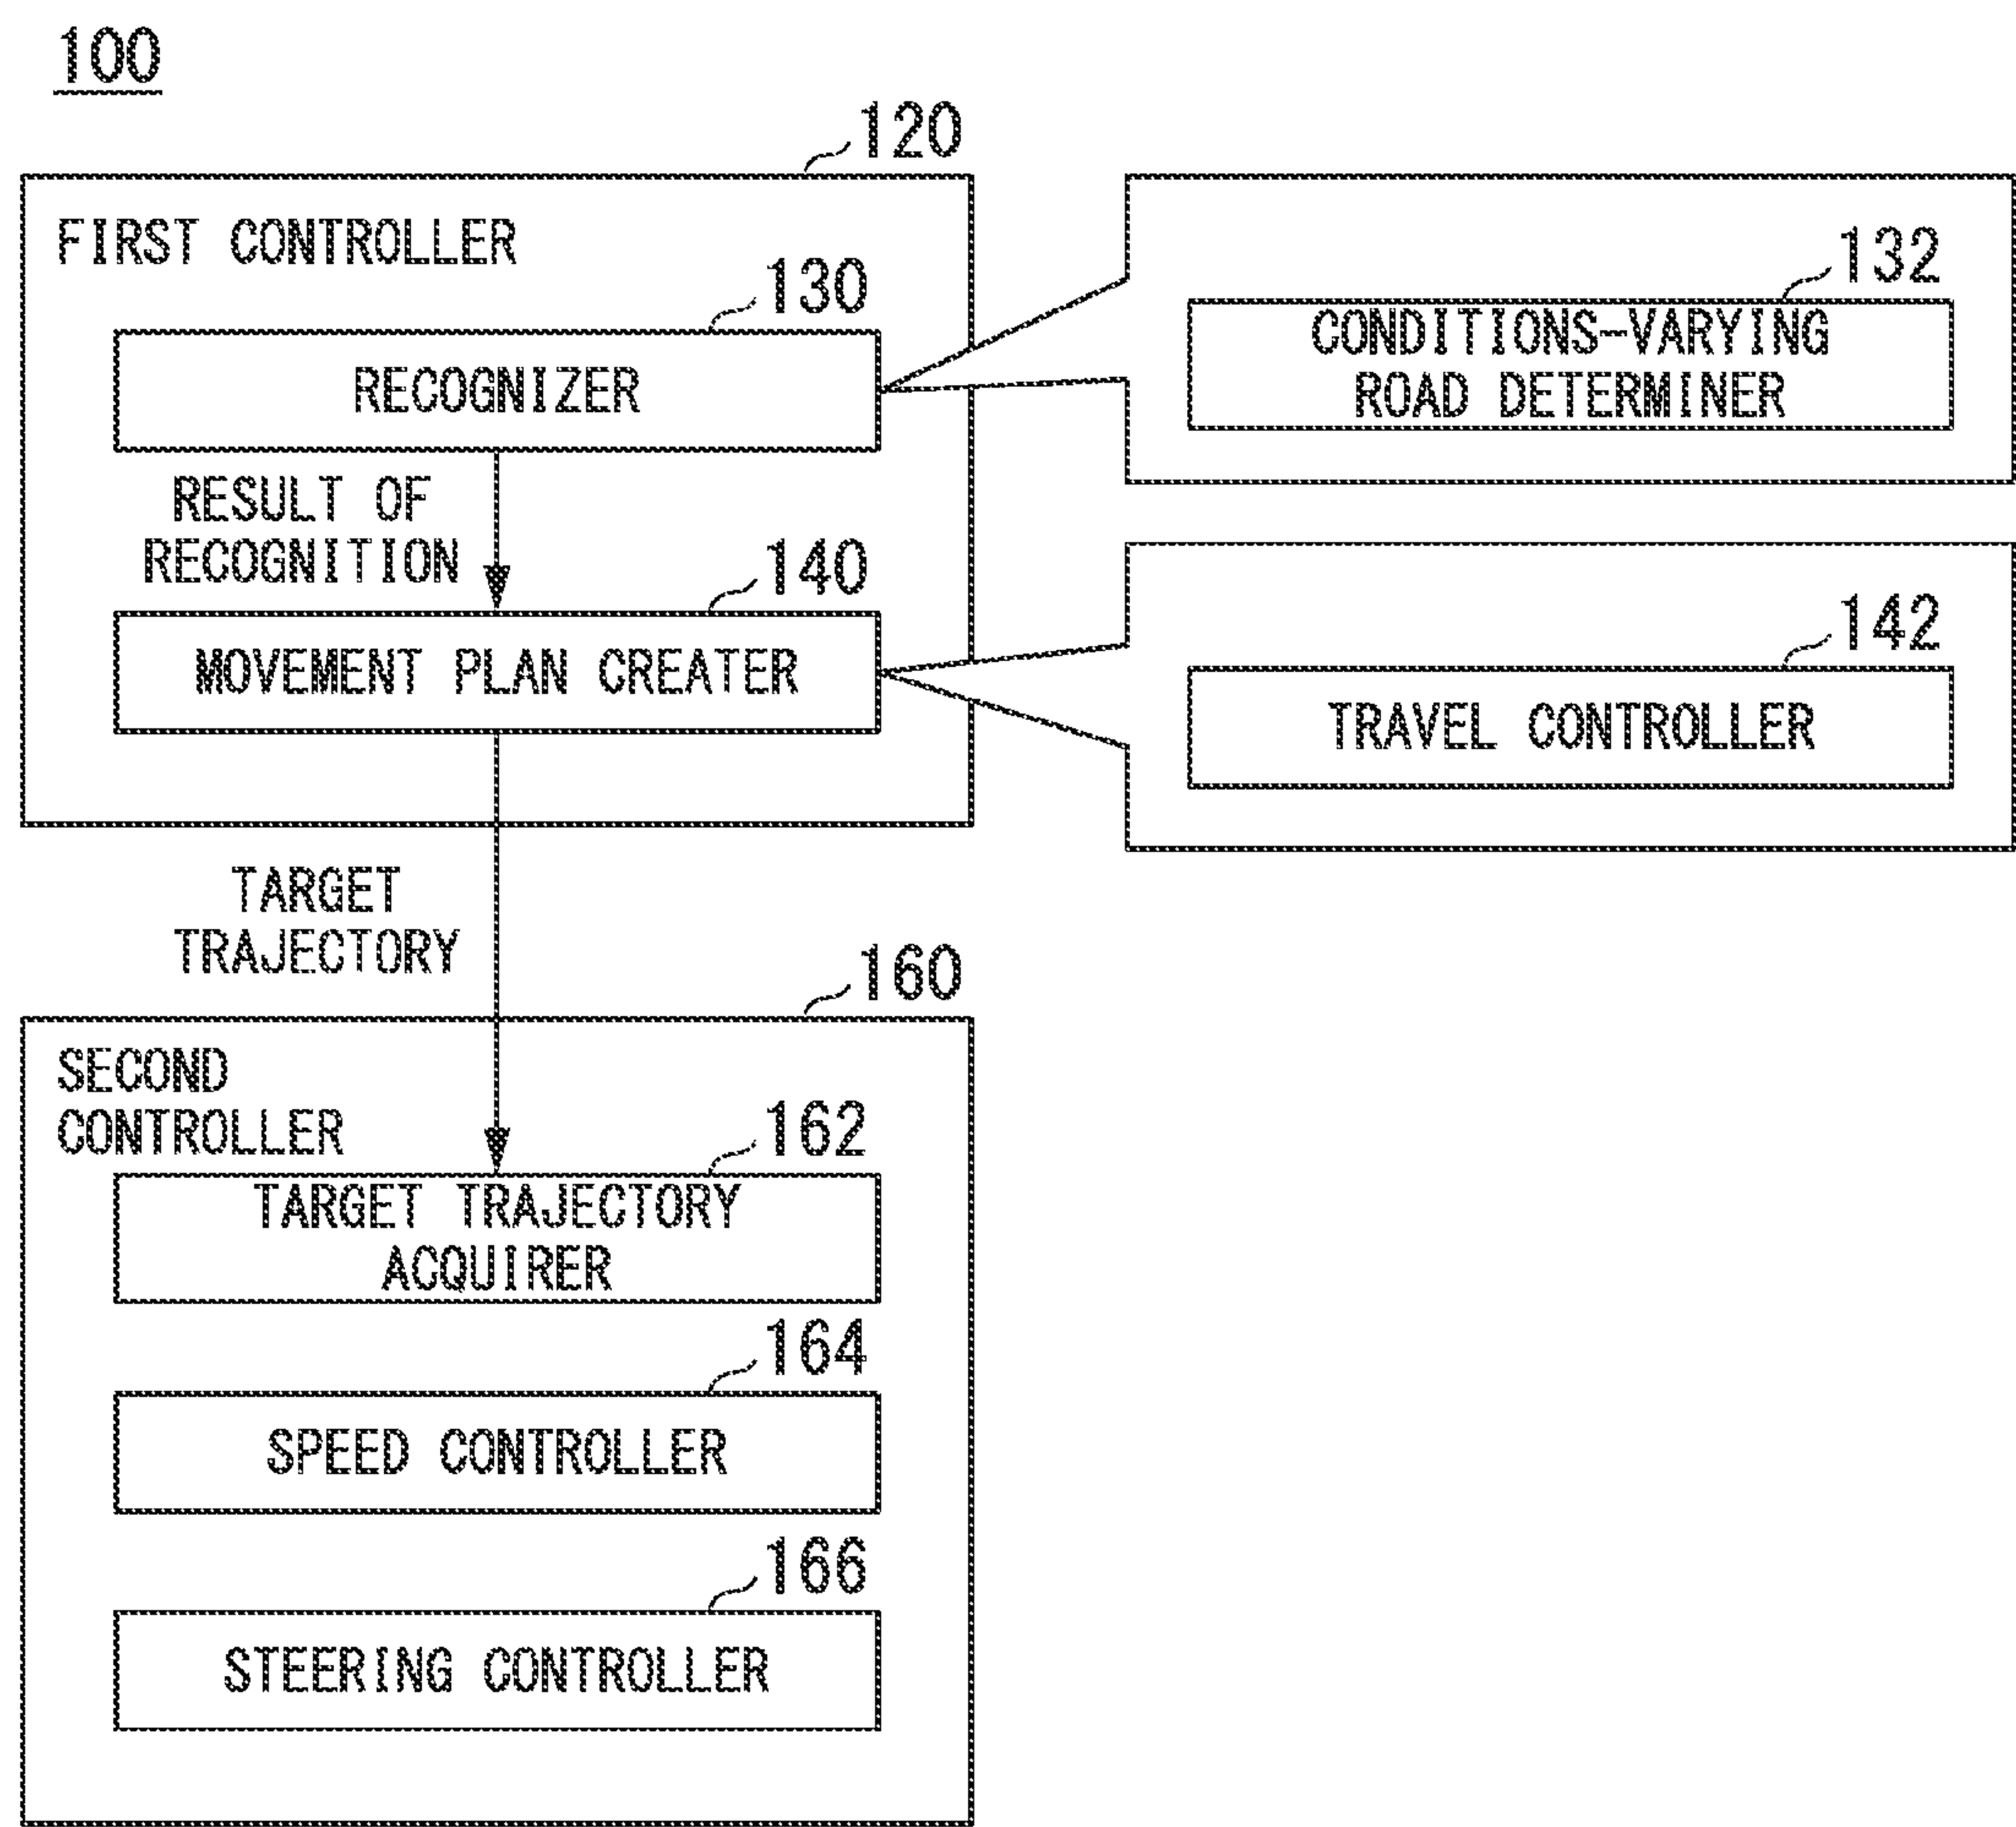 100
120
FIRST CONTROLLER
130
RECOGNIZER
132
CONDITIONS-VARYING
ROAD DETERMINER
RESULT OF
RECOGNITION
140
MOVEMENT PLAN CREATER
142
TRAVEL CONTROLLER
TARGET
TRAJECTORY
160
SECOND
CONTROLLER
162
TARGET TRAJECTORY
ACQUIRER
164
SPEED CONTROLLER
166
STEERING CONTROLLER